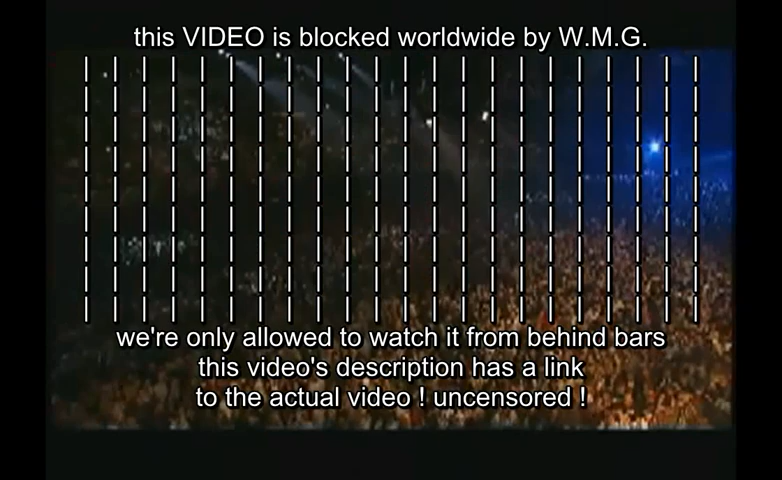 this VIDEO is blocked worldwide by W.M.G.
we're only allowed to watch it from behind bars
this video's description has a link
to the actual video ! uncensored !